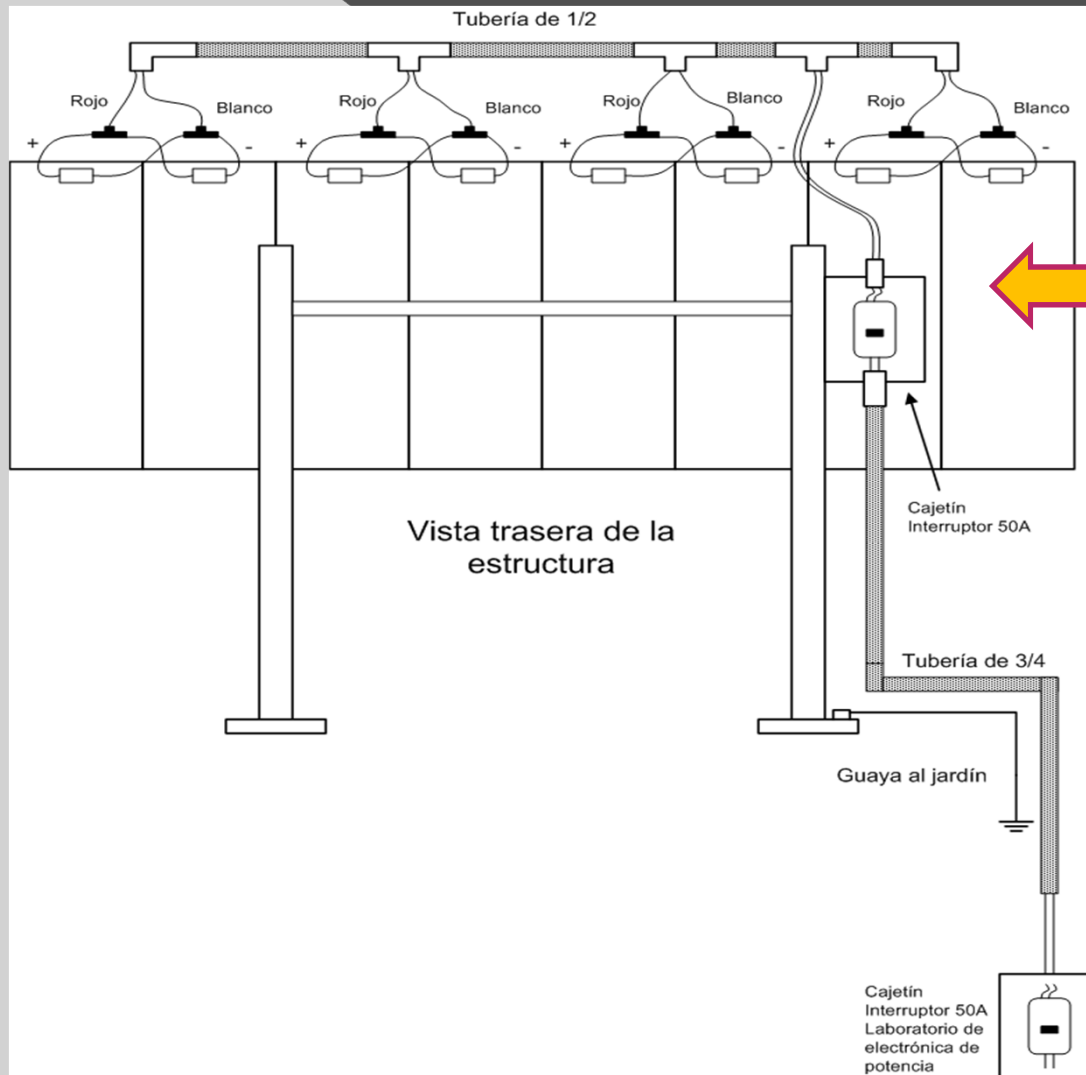 Tubería de 1/2
Rojo
Blanco
Rojo
Blanco
Rojo
Blanco
Rojo
Blanco
+
-
+
-
+
-
+
-
Cajetín
Interruptor 50A
Vista trasera de la
estructura
Tubería de 3/4
Guaya al jardín
Cajetín
Interruptor 50A
Laboratorio de
electrónica de
potencia